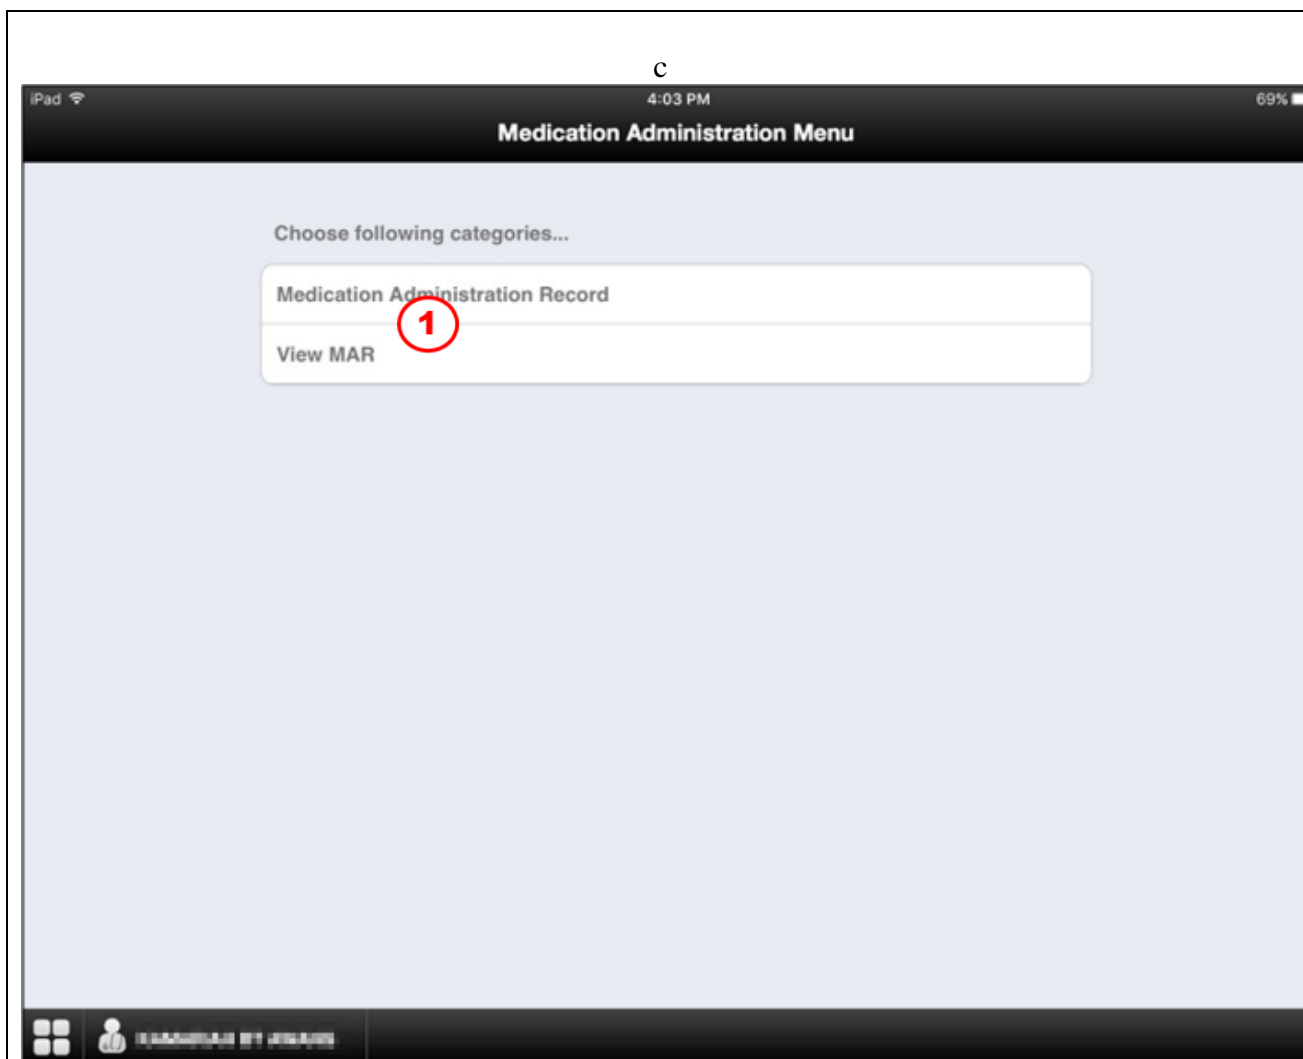 c
iPad 4:03 PM 69%
Medication Administration Menu
Choose following categories...
Medication Administration Record
1
View MAR